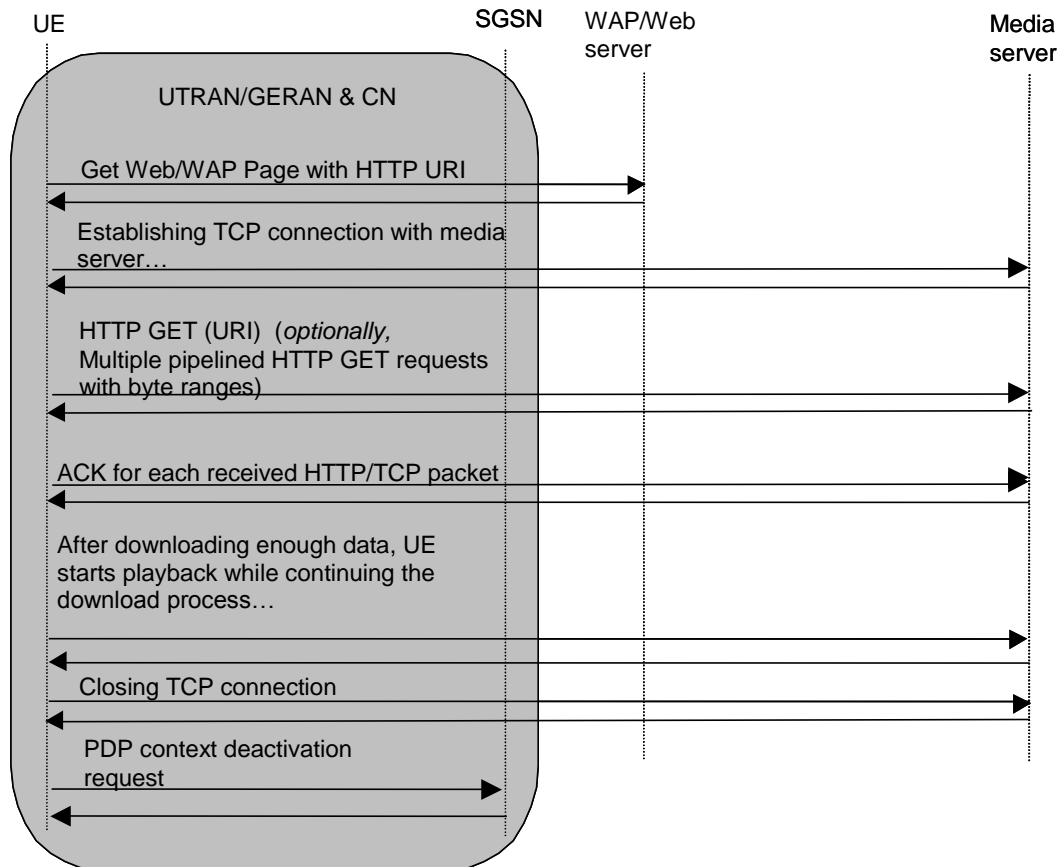 UE
SGSN
WAP/Web
server
Media
server
UTRAN/GERAN & CN
Get Web/WAP Page with HTTP URI
Establishing TCP connection with media
server…
HTTP GET (URI) (optionally,
Multiple pipelined HTTP GET requests
with byte ranges)
ACK for each received HTTP/TCP packet
After downloading enough data, UE
starts playback while continuing the
download process…
Closing TCP connection
PDP context deactivation
request